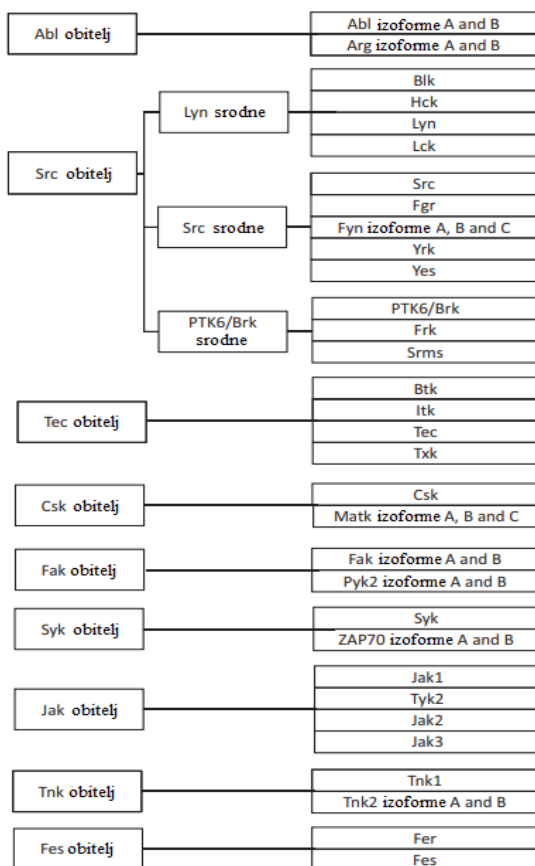 Abl obitelj
Abl izoforme A and B
Arg izoforme A and B
Src obitelj
Lyn srodne
Blk
Hck
Lyn
Lck
Src srodne
Src
Fgr
Fyn izoforme A, B and C
Yrk
Yes
PTK6/Brk
srodne
PTK6/Brk
Frk
Srms
Tec obitelj
Btk
Itk
Tec
Txk
Csk obitelj
Csk
Matk izoforme A, B and C
Fak obitelj
Fak izoforme A and B
Pyk2 izoforme A and B
Syk obitelj
Syk
ZAP70 izoforme A and B
Jak obitelj
Jak1
Tyk2
Jak2
Jak3
Tnk obitelj
Tnk1
Tnk2 izoforme A and B
Fes obitelj
Fer
Fes